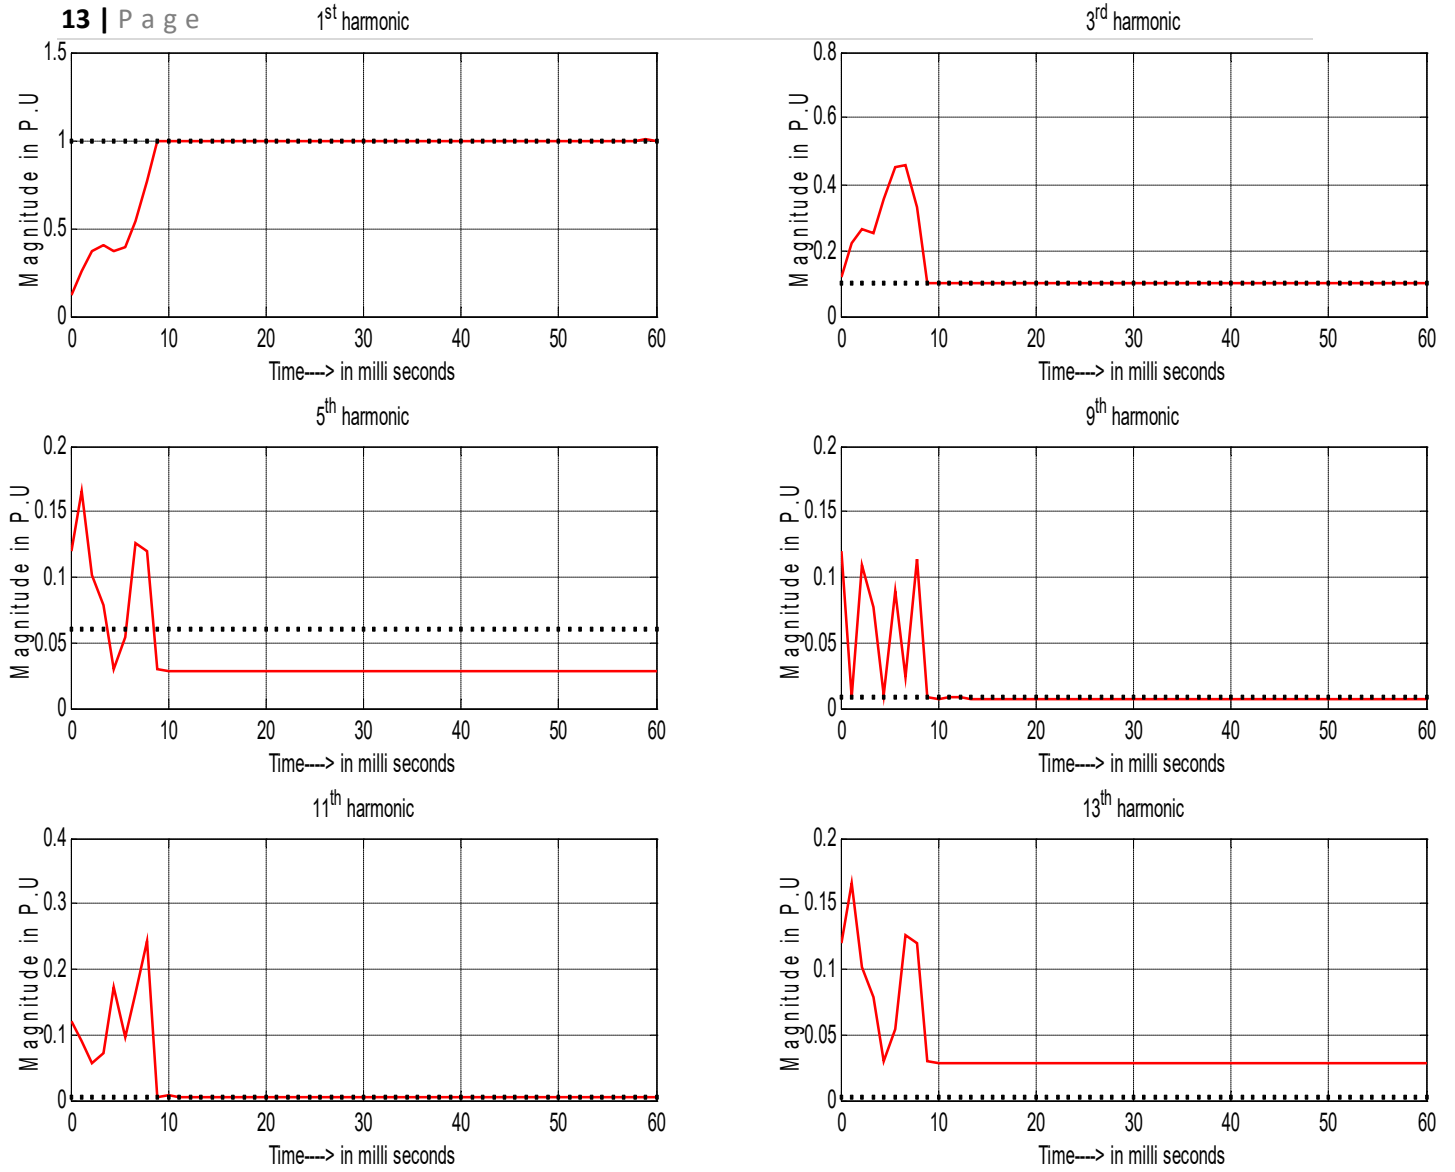 13 | P a g e
1st harmonic
1.5
1
0.5
0
Magnitude in P.U
0 10 20 30 40 50 60
Time----> in milli seconds
3rd harmonic
0.8
0.6
0.4
0.2
0
Magnitude in P.U
0 10 20 30 40 50 60
Time----> in milli seconds
5th harmonic
0.2
0.15
0.1
0.05
0
Magnitude in P.U
0 10 20 30 40 50 60
Time----> in milli seconds
9th harmonic
0.2
0.15
0.1
0.05
0
Magnitude in P.U
0 10 20 30 40 50 60
Time----> in milli seconds
11th harmonic
0.4
0.3
0.2
0.1
0
Magnitude in P.U
0 10 20 30 40 50 60
Time----> in milli seconds
13th harmonic
0.2
0.15
0.1
0.05
0
Magnitude in P.U
0 10 20 30 40 50 60
Time----> in milli seconds